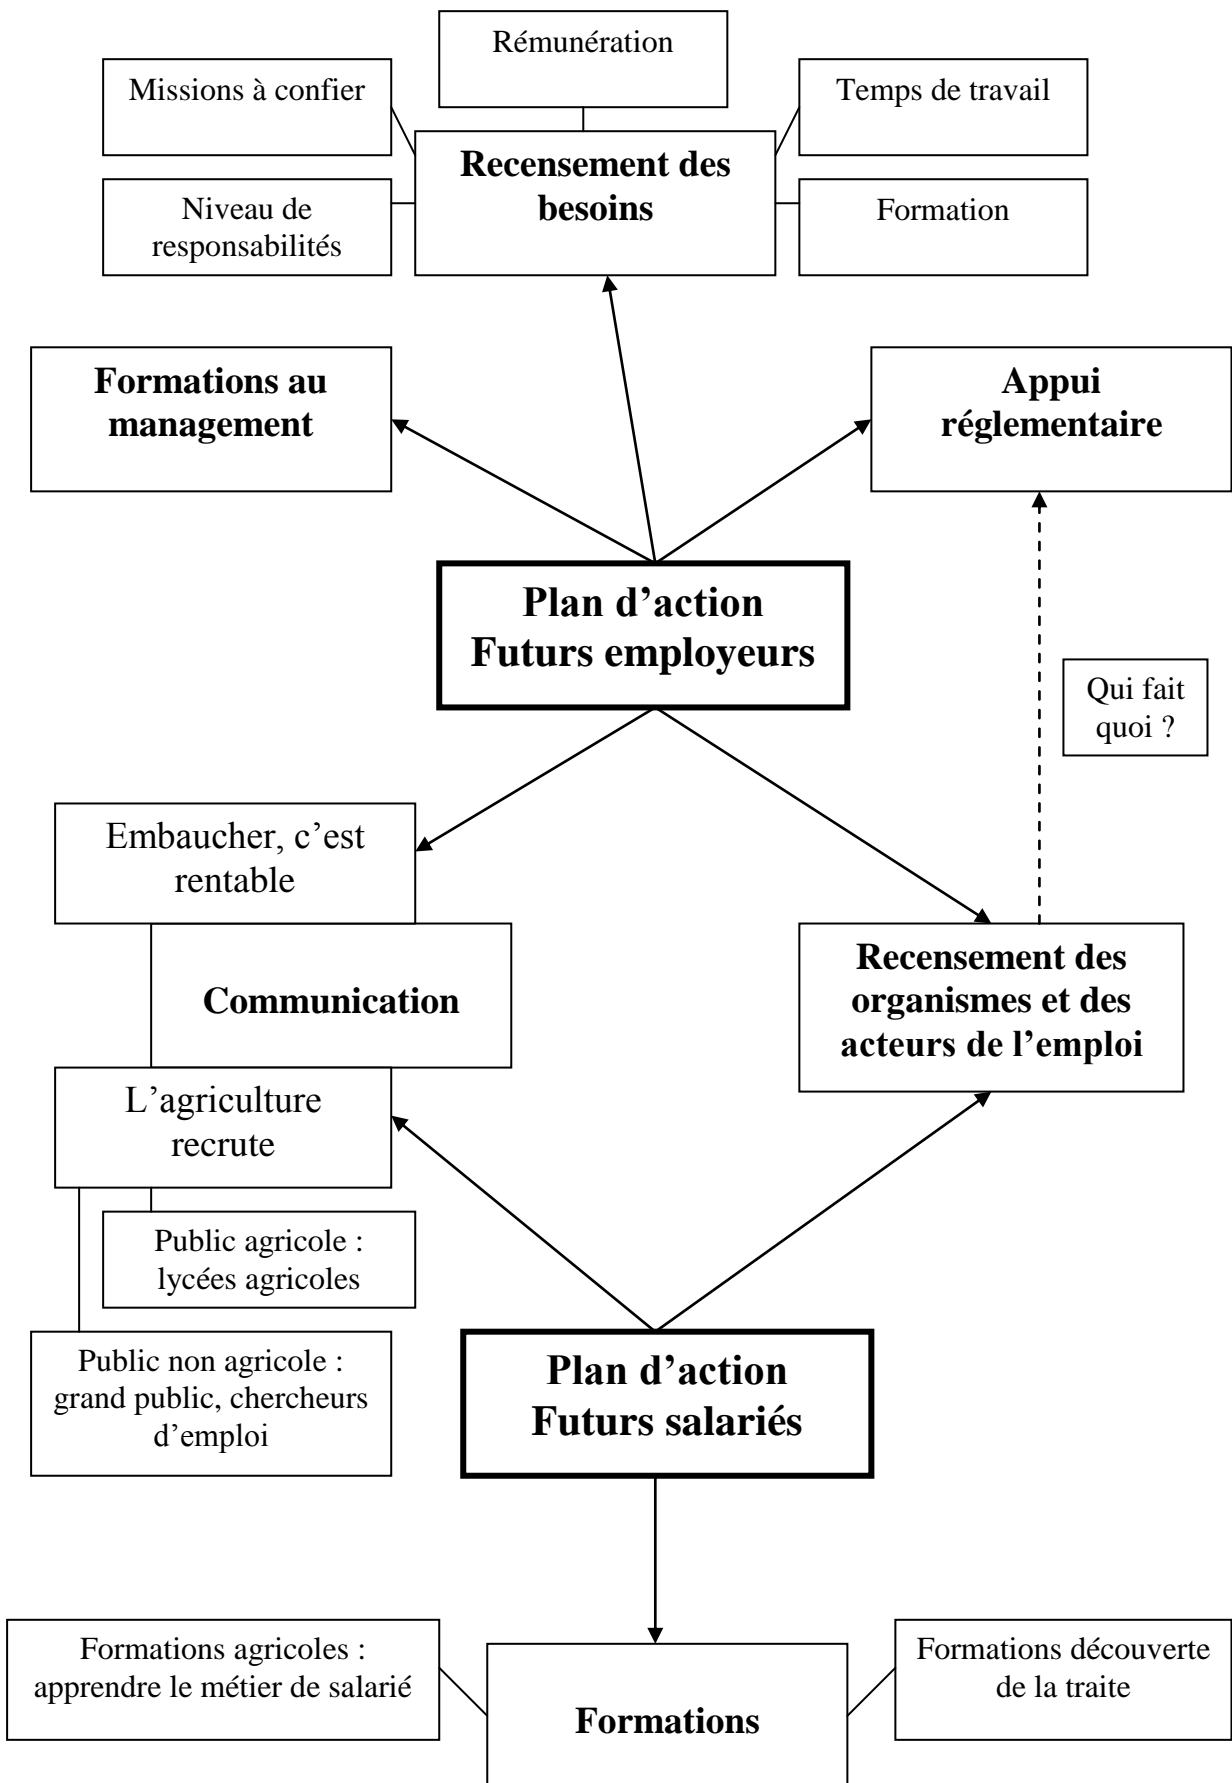 Rémunération
Missions à confier
Temps de travail
Recensement des
besoins
Niveau de
responsabilités
Formation
Formations au
management
Appui
réglementaire
Plan d’action
Futurs employeurs
Qui fait
quoi ?
Embaucher, c’est
rentable
Communication
Recensement des
organismes et des
acteurs de l’emploi
L’agriculture
recrute
Public agricole :
lycées agricoles
Public non agricole :
grand public, chercheurs
d’emploi
Plan d’action
Futurs salariés
Formations agricoles :
apprendre le métier de salarié
Formations
Formations découverte
de la traite